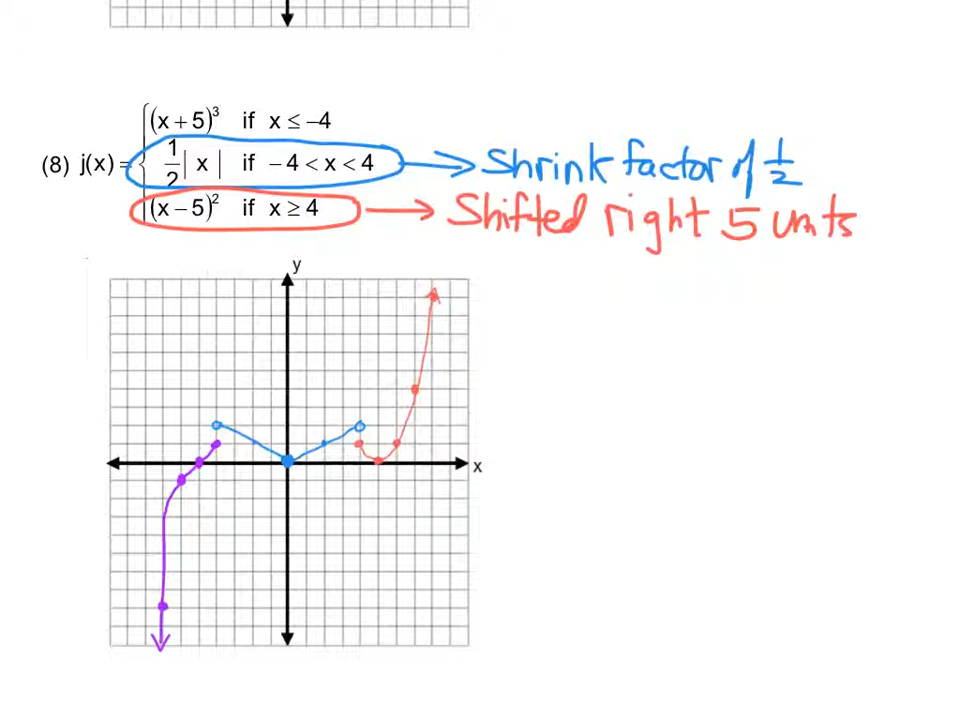 (8) j(x) = { (x + 5)³ if x ≤ −4
1/2 | x | if − 4 < x < 4 → Shrink factor of 1/2
(x − 5)² if x ≥ 4 → Shifted right 5 units
y
x